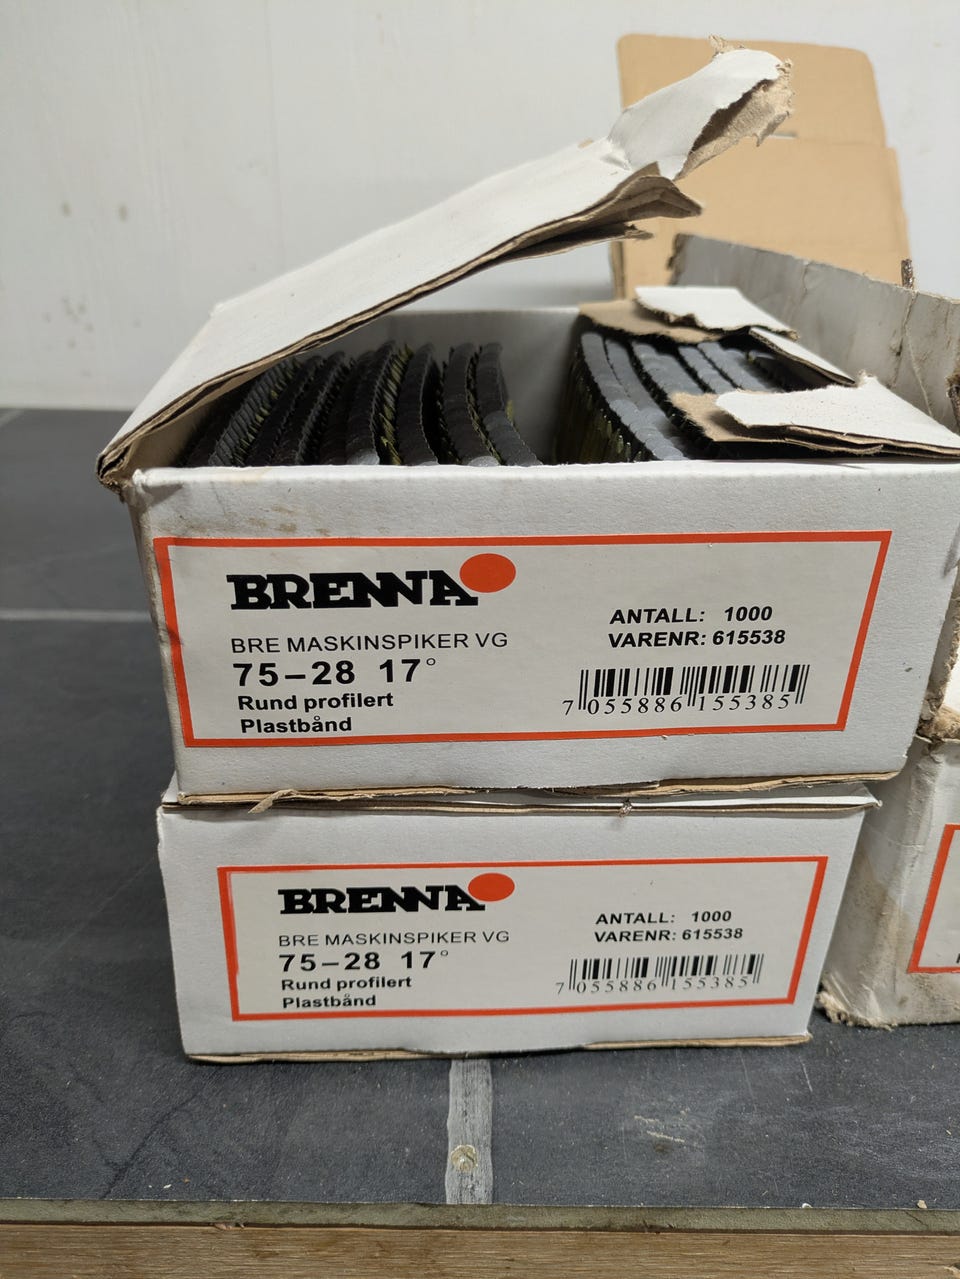 BRENNA
BRE MASKINSPIKER VG
75-28 17°
Rund profilert
Plastbånd
ANTALL: 1000
VARENR: 615538
7 055886 155385
BRENNA
BRE MASKINSPIKER VG
75-28 17°
Rund profilert
Plastbånd
ANTALL: 1000
VARENR: 615538
7 055886 155385